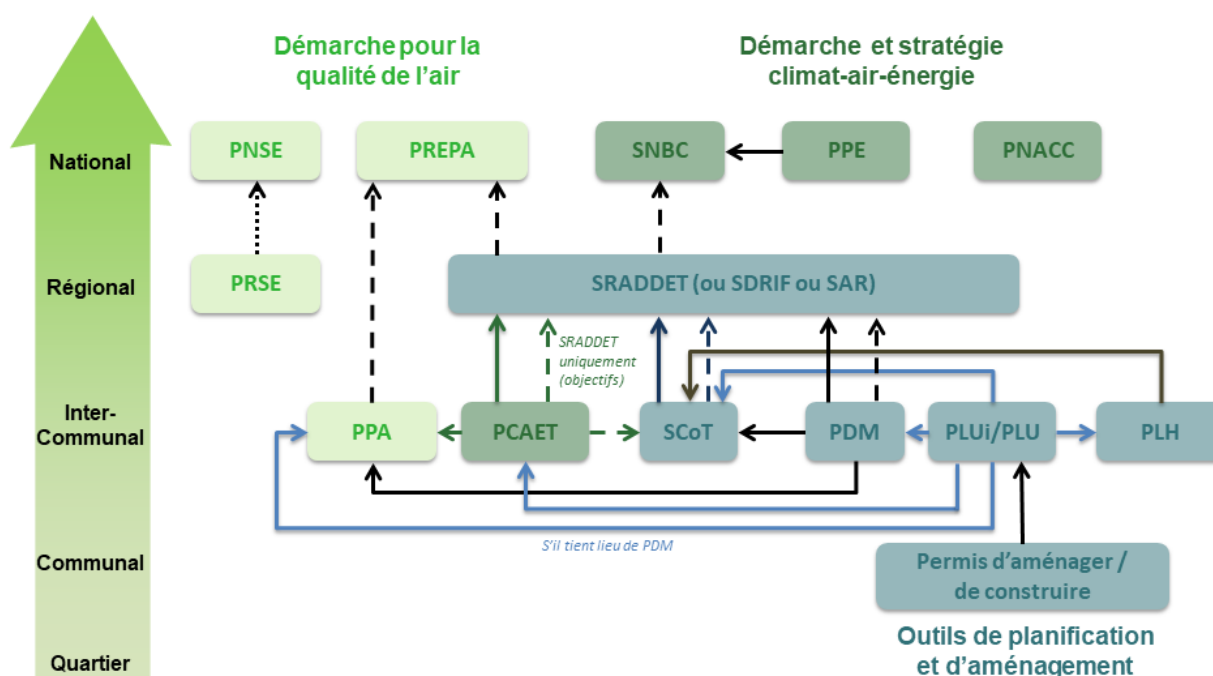 Démarche pour la
qualité de l'air
Démarche et stratégie
climat-air-énergie
National
PNSE
PREPA
SNBC
PPE
PNACC
Régional
PRSE
SRADDET (ou SDRIF ou SAR)
SRADDET
uniquement
(objectifs)
Inter-
Communal
PPA
PCAET
SCoT
PDM
PLUi/PLU
PLH
S'il tient lieu de PDM
Communal
Permis d'aménager /
de construire
Outils de planification
et d'aménagement
Quartier